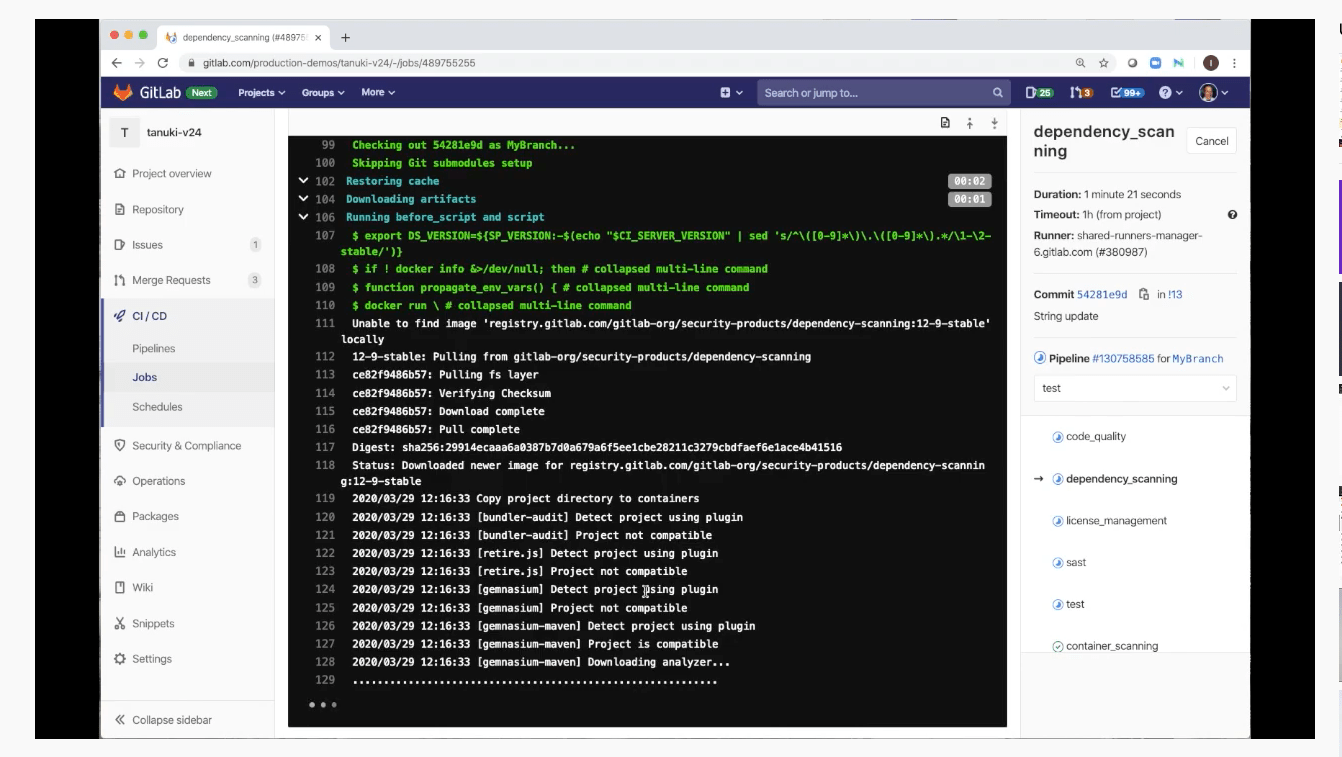 dependency_scanning (#48975
gitlab.com/production-demos/tanuki-v24/-/jobs/489755255
GitLab Next Projects Groups More Search or jump to... 25 3 99+
T tanuki-v24
Project overview
Repository
Issues 1
Merge Requests 3
CI / CD
Pipelines
Jobs
Schedules
Security & Compliance
Operations
Packages
Analytics
Wiki
Snippets
Settings
Collapse sidebar
99 Checking out 54281e9d as MyBranch...
100 Skipping Git submodules setup
102 Restoring cache 00:02
104 Downloading artifacts 00:01
106 Running before_script and script
107 $ export DS_VERSION=${SP_VERSION:-$(echo "$CI_SERVER_VERSION" | sed 's/^\([0-9]*\)\.\([0-9]*\).*/\1-\2-
stable/')}
108 $ if ! docker info &>/dev/null; then # collapsed multi-line command
109 $ function propagate_env_vars() { # collapsed multi-line command
110 $ docker run \ # collapsed multi-line command
111 Unable to find image 'registry.gitlab.com/gitlab-org/security-products/dependency-scanning:12-9-stable'
locally
112 12-9-stable: Pulling from gitlab-org/security-products/dependency-scanning
113 ce82f9486b57: Pulling fs layer
114 ce82f9486b57: Verifying Checksum
115 ce82f9486b57: Download complete
116 ce82f9486b57: Pull complete
117 Digest: sha256:29914ecaaa6a0387b7d0a679a6f5ee1cbe28211c3279cbdfaef6e1ace4b41516
118 Status: Downloaded newer image for registry.gitlab.com/gitlab-org/security-products/dependency-scannin
g:12-9-stable
119 2020/03/29 12:16:33 Copy project directory to containers
120 2020/03/29 12:16:33 [bundler-audit] Detect project using plugin
121 2020/03/29 12:16:33 [bundler-audit] Project not compatible
122 2020/03/29 12:16:33 [retire.js] Detect project using plugin
123 2020/03/29 12:16:33 [retire.js] Project not compatible
124 2020/03/29 12:16:33 [gemnasium] Detect project using plugin
125 2020/03/29 12:16:33 [gemnasium] Project not compatible
126 2020/03/29 12:16:33 [gemnasium-maven] Detect project using plugin
127 2020/03/29 12:16:33 [gemnasium-maven] Project is compatible
128 2020/03/29 12:16:33 [gemnasium-maven] Downloading analyzer...
129 ..........................................................
dependency_scan
ning
Cancel
Duration: 1 minute 21 seconds
Timeout: 1h (from project)
Runner: shared-runners-manager-
6.gitlab.com (#380987)
Commit 54281e9d in !13
String update
Pipeline #130758585 for MyBranch
test
code_quality
dependency_scanning
license_management
sast
test
container_scanning